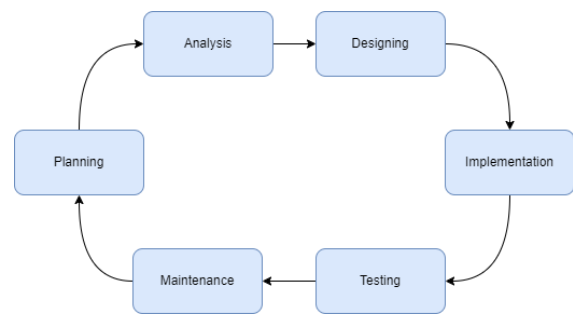 Analysis
Designing
Planning
Implementation
Maintenance
Testing